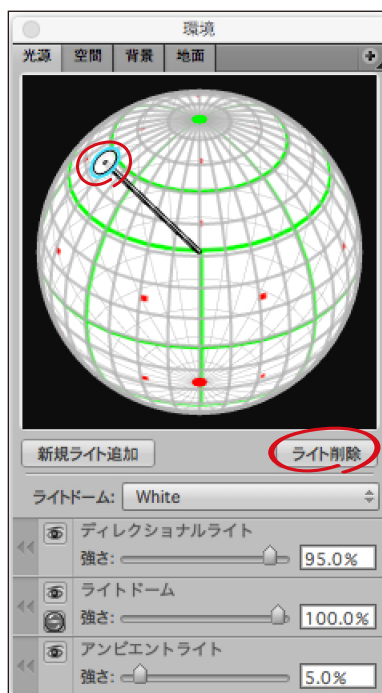 環境
光源 空間 背景 地面
新規ライト追加 ライト削除
ライトドーム: White
ディレクショナルライト
強さ: 95.0%
ライトドーム
強さ: 100.0%
アンビエントライト
強さ: 5.0%